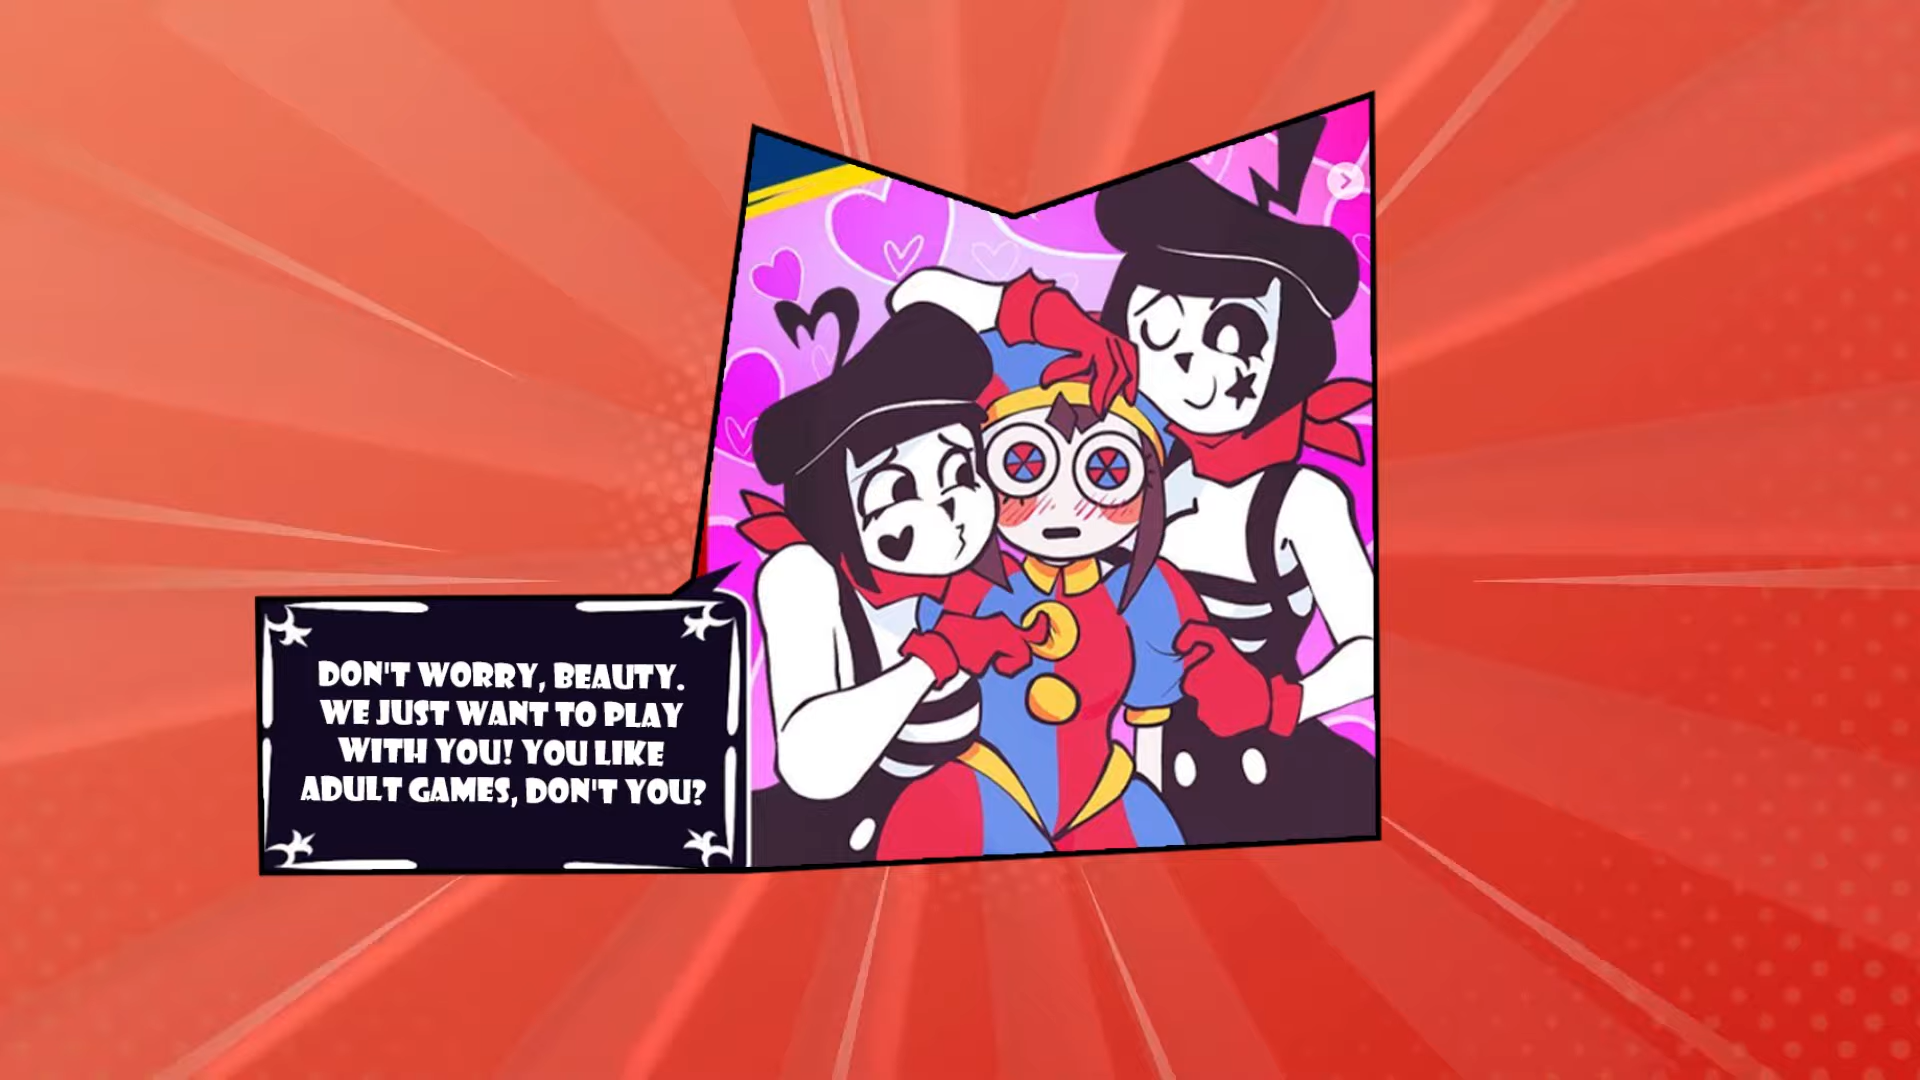 DON'T WORRY, BEAUTY.
WE JUST WANT TO PLAY
WITH YOU! YOU LIKE
ADULT GAMES, DON'T YOU?